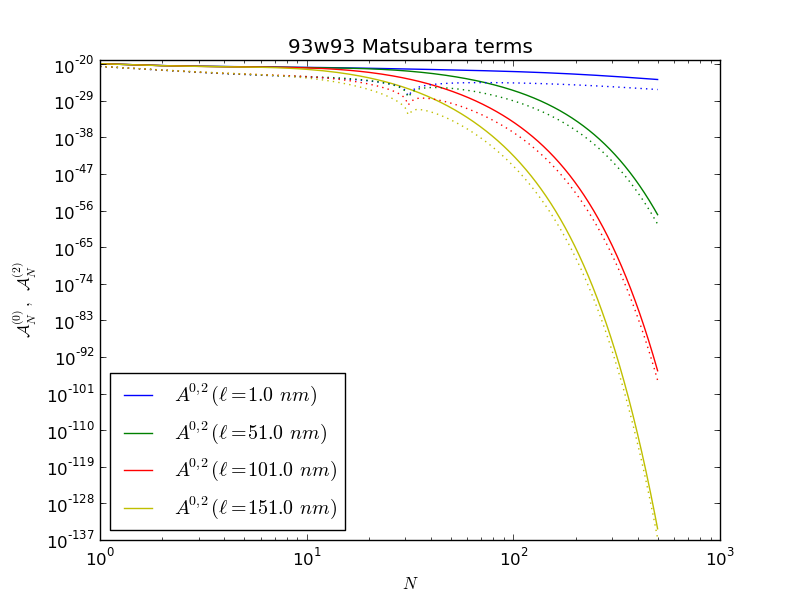 93w93 Matsubara terms
10^-20
10^-29
10^-38
10^-47
10^-56
10^-65
10^-74
10^-83
10^-92
10^-101
10^-110
10^-119
10^-128
10^-137
𝒜_N^(0) , 𝒜_N^(2)
A^0,2(ℓ=1.0 nm)
A^0,2(ℓ=51.0 nm)
A^0,2(ℓ=101.0 nm)
A^0,2(ℓ=151.0 nm)
10^0 10^1 10^2 10^3
N